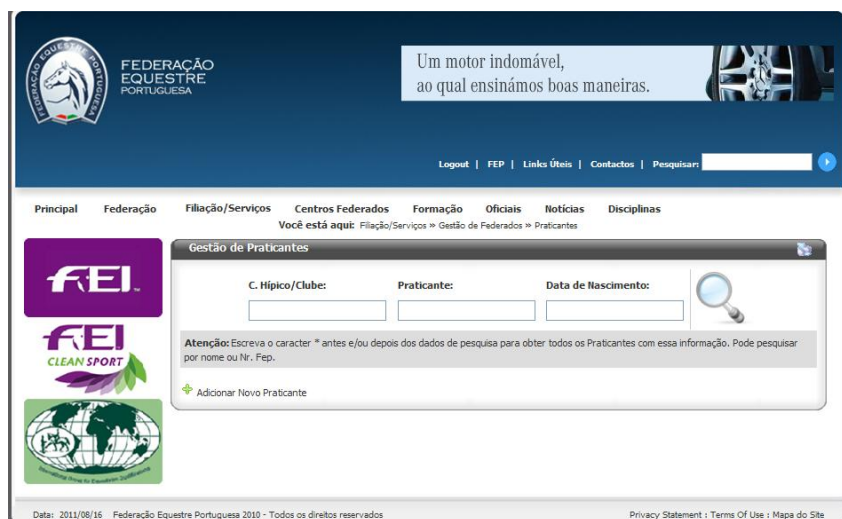 FEDERAÇÃO EQUESTRE PORTUGUESA
FEDERAÇÃO
EQUESTRE
PORTUGUESA
Um motor indomável,
ao qual ensinámos boas maneiras.
Logout | FEP | Links Úteis | Contactos | Pesquisar:
Principal Federação Filiação/Serviços Centros Federados Formação Oficiais Notícias Disciplinas
Você está aqui: Filiação/Serviços » Gestão de Federados » Praticantes
Gestão de Praticantes
FEI
C. Hípico/Clube: Praticante: Data de Nascimento:
FEI
CLEAN SPORT
Atenção: Escreva o caracter * antes e/ou depois dos dados de pesquisa para obter todos os Praticantes com essa informação. Pode pesquisar
por nome ou Nr. Fep.
Adicionar Novo Praticante
Data: 2011/08/16 Federação Equestre Portuguesa 2010 - Todos os direitos reservados
Privacy Statement : Terms Of Use : Mapa do Site